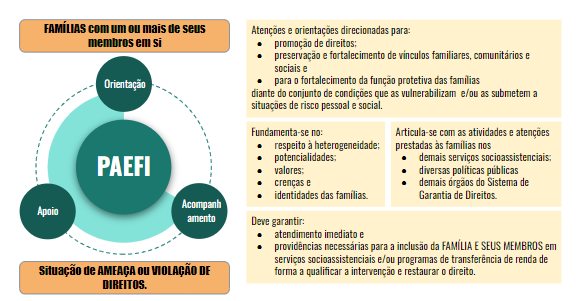 FAMÍLIAS com um ou mais de seus
membros em si
Orientação
PAEFI
Apoio
Acompanh
amento
Situação de AMEAÇA ou VIOLAÇÃO DE
DIREITOS.
Atenções e orientações direcionadas para:
● promoção de direitos;
● preservação e fortalecimento de vínculos familiares, comunitários e
sociais e
● para o fortalecimento da função protetiva das famílias
diante do conjunto de condições que as vulnerabilizam e/ou as submetem a
situações de risco pessoal e social.
Fundamenta-se no:
● respeito à heterogeneidade;
● potencialidades;
● valores;
● crenças e
● identidades das famílias.
Articula-se com as atividades e atenções
prestadas às famílias nos
● demais serviços socioassistenciais;
● diversas políticas públicas
● demais órgãos do Sistema de
Garantia de Direitos.
Deve garantir:
● atendimento imediato e
● providências necessárias para a inclusão da FAMÍLIA E SEUS MEMBROS em
serviços socioassistenciais e/ou programas de transferência de renda de
forma a qualificar a intervenção e restaurar o direito.